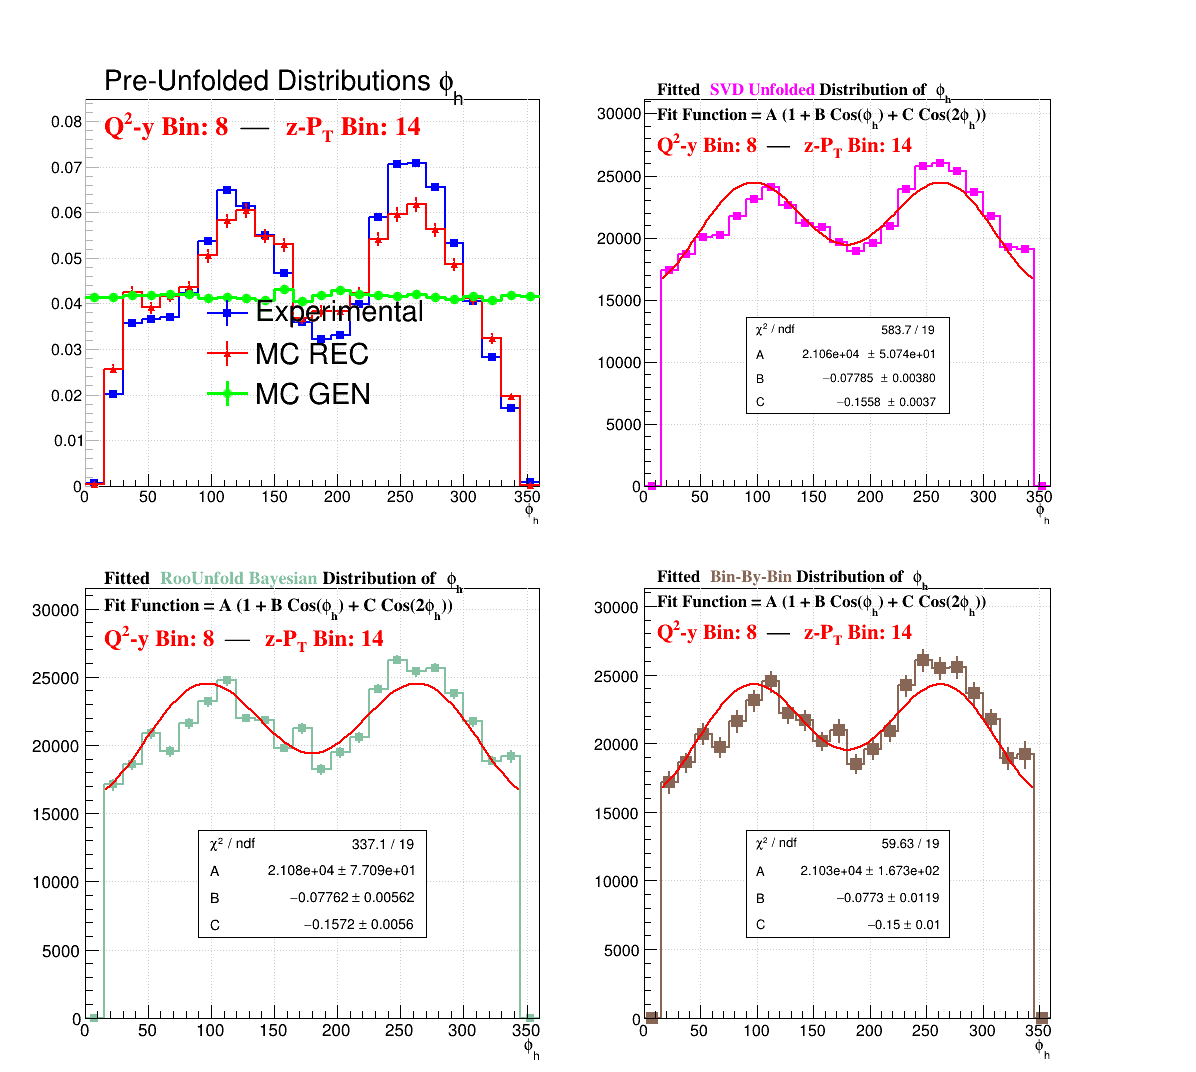 Pre-Unfolded Distributions ϕh
Q²-y Bin: 8 — z-PT Bin: 14
0.08
0.07
0.06
0.05
0.04
0.03
0.02
0.01
0
Experimental
MC REC
MC GEN
0 50 100 150 200 250 300 350
ϕh
Fitted SVD Unfolded Distribution of ϕh
Fit Function = A (1 + B Cos(ϕh) + C Cos(2ϕh))
Q²-y Bin: 8 — z-PT Bin: 14
30000
25000
20000
15000
10000
5000
0
χ² / ndf 583.7 / 19
A 2.106e+04 ± 5.074e+01
B −0.07785 ± 0.00380
C −0.1558 ± 0.0037
0 50 100 150 200 250 300 350
ϕh
Fitted RooUnfold Bayesian Distribution of ϕh
Fit Function = A (1 + B Cos(ϕh) + C Cos(2ϕh))
Q²-y Bin: 8 — z-PT Bin: 14
30000
25000
20000
15000
10000
5000
0
χ² / ndf 337.1 / 19
A 2.108e+04 ± 7.709e+01
B −0.07762 ± 0.00562
C −0.1572 ± 0.0056
0 50 100 150 200 250 300 350
ϕh
Fitted Bin-By-Bin Distribution of ϕh
Fit Function = A (1 + B Cos(ϕh) + C Cos(2ϕh))
Q²-y Bin: 8 — z-PT Bin: 14
30000
25000
20000
15000
10000
5000
0
χ² / ndf 59.63 / 19
A 2.103e+04 ± 1.673e+02
B −0.0773 ± 0.0119
C −0.15 ± 0.01
0 50 100 150 200 250 300 350
ϕh